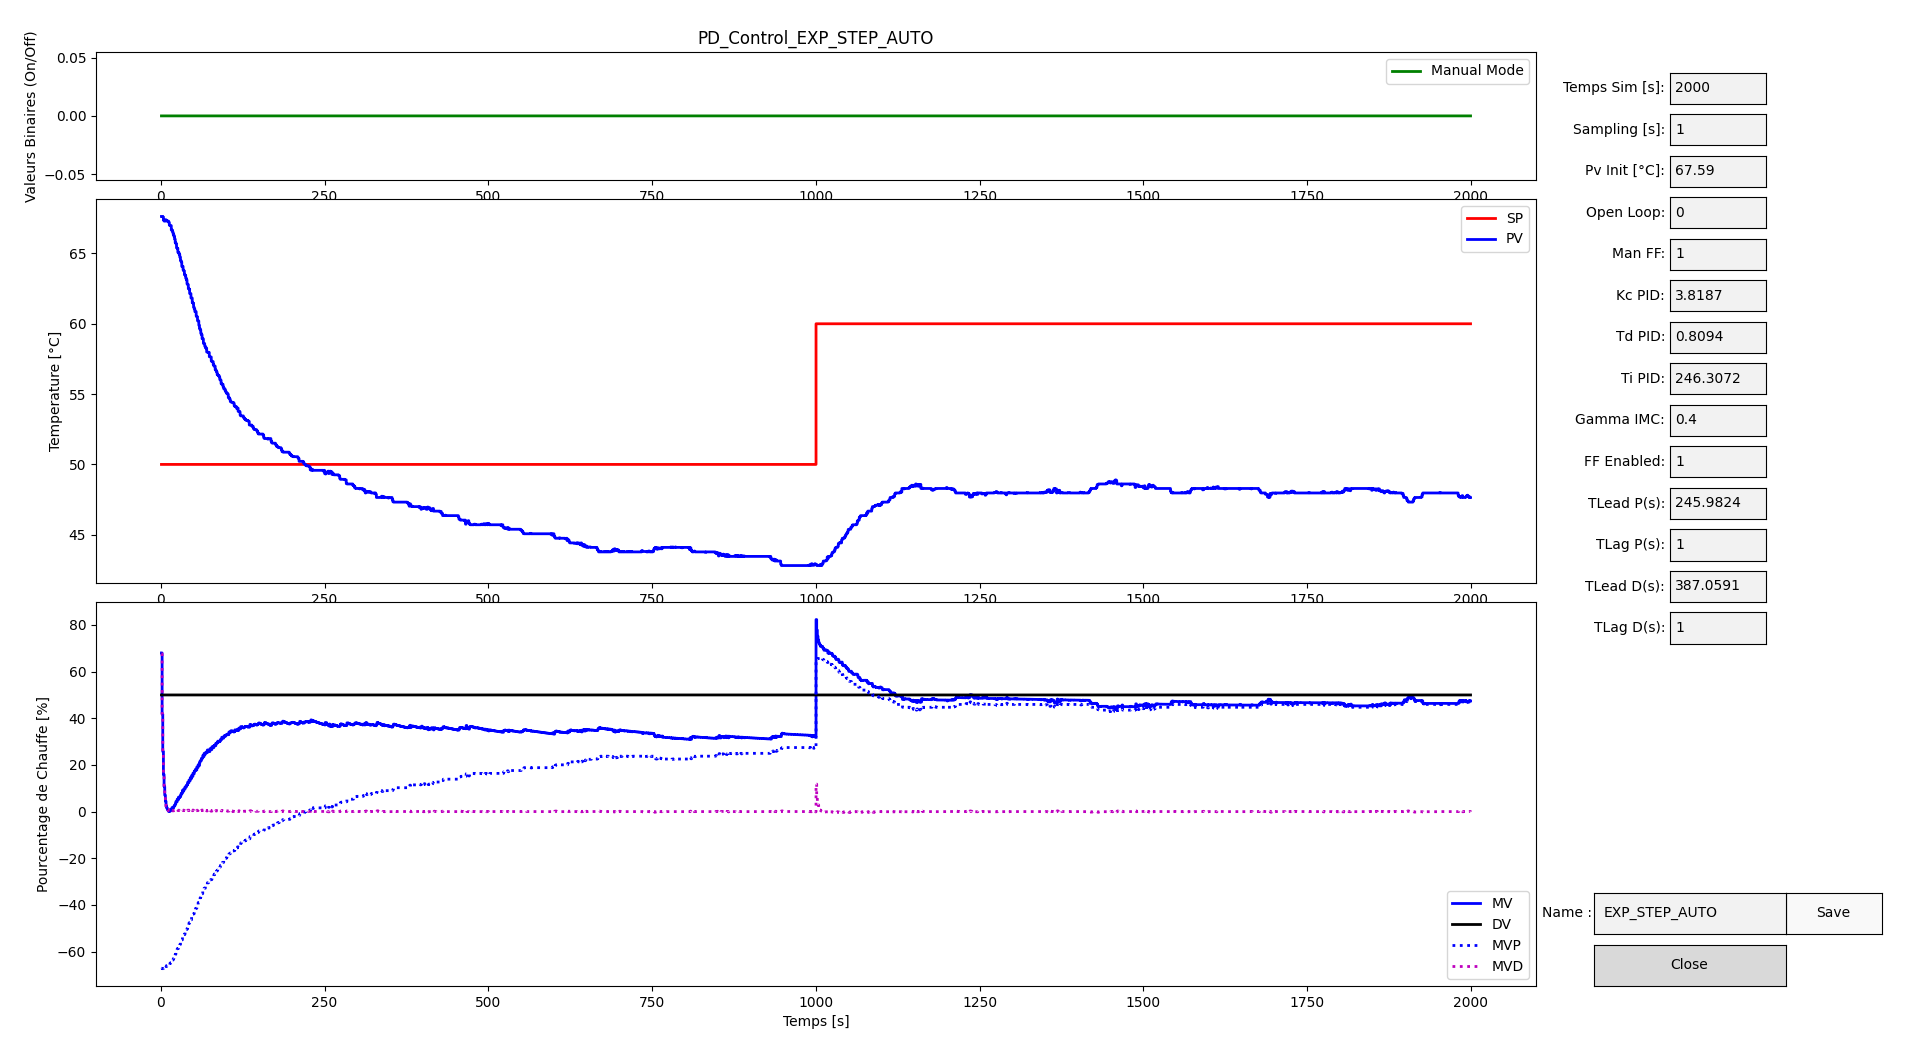 PD_Control_EXP_STEP_AUTO
Valeurs Binaires (On/Off)
0.05
0.00
−0.05
Manual Mode
0 250 500 750 1000 1250 1500 1750 2000
Temperature [°C]
65
60
55
50
45
SP
PV
0 250 500 750 1000 1250 1500 1750 2000
Pourcentage de Chauffe [%]
80
60
40
20
0
−20
−40
−60
MV
DV
MVP
MVD
0 250 500 750 1000 1250 1500 1750 2000
Temps [s]
Temps Sim [s]: 2000
Sampling [s]: 1
Pv Init [°C]: 67.59
Open Loop: 0
Man FF: 1
Kc PID: 3.8187
Td PID: 0.8094
Ti PID: 246.3072
Gamma IMC: 0.4
FF Enabled: 1
TLead P(s): 245.9824
TLag P(s): 1
TLead D(s): 387.0591
TLag D(s): 1
Name : EXP_STEP_AUTO Save
Close